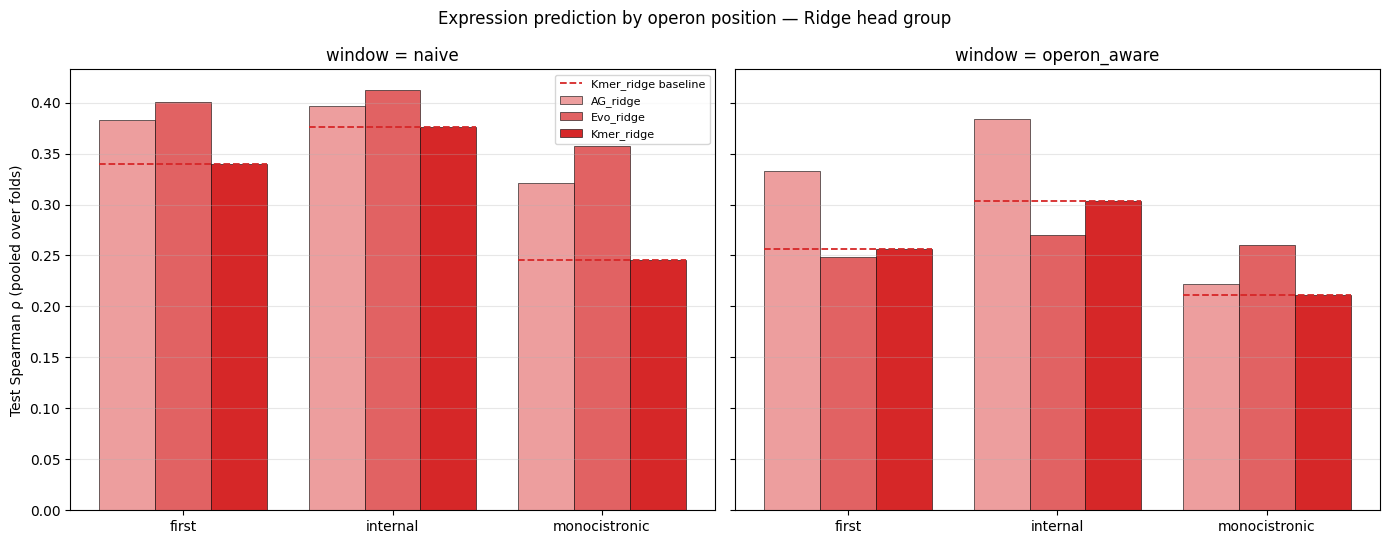 Expression prediction by operon position — Ridge head group
window = naive
window = operon_aware
Test Spearman ρ (pooled over folds)
0.40
0.35
0.30
0.25
0.20
0.15
0.10
0.05
0.00
Kmer_ridge baseline
AG_ridge
Evo_ridge
Kmer_ridge
first
internal
monocistronic
first
internal
monocistronic